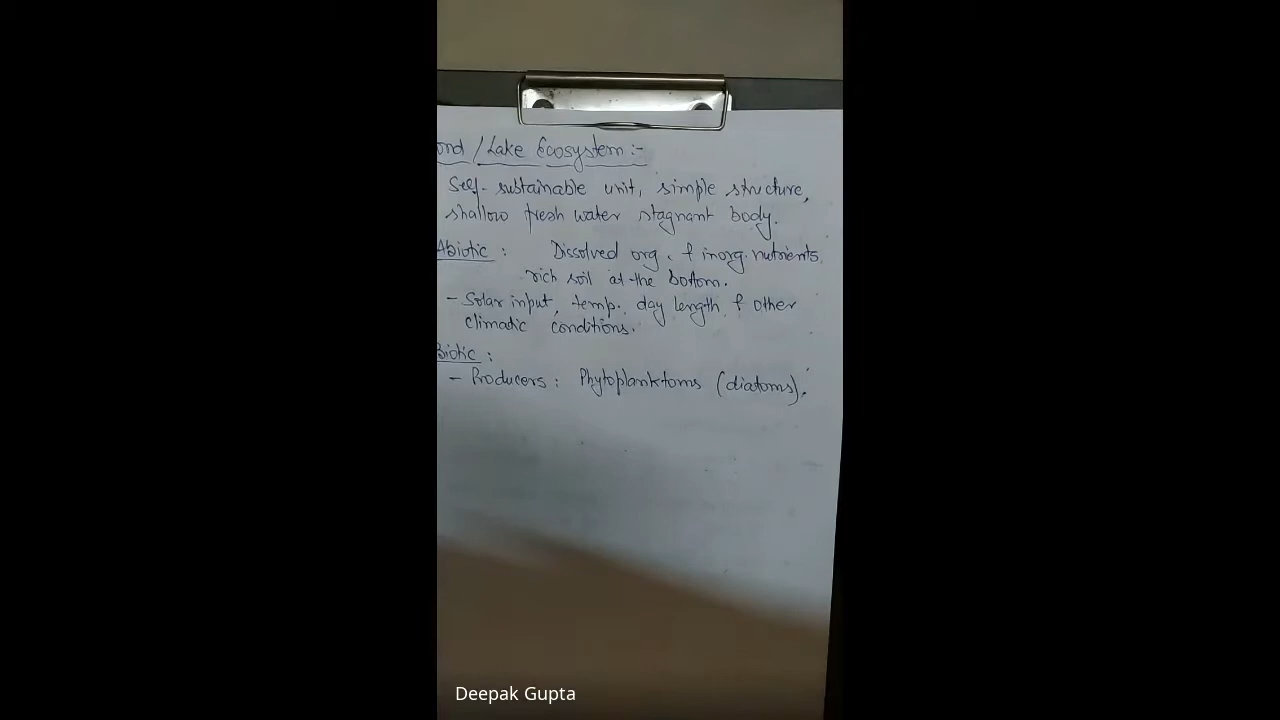 ond / Lake Ecosystem :-
Self-sustainable unit, simple structure,
shallow fresh water stagnant body.
Abiotic : Dissolved org. & inorg. nutrients
rich soil at the bottom.
- Solar input, temp. day length & other
climatic conditions.
Biotic :
- Producers : Phytoplanktoms (diatoms).
Deepak Gupta